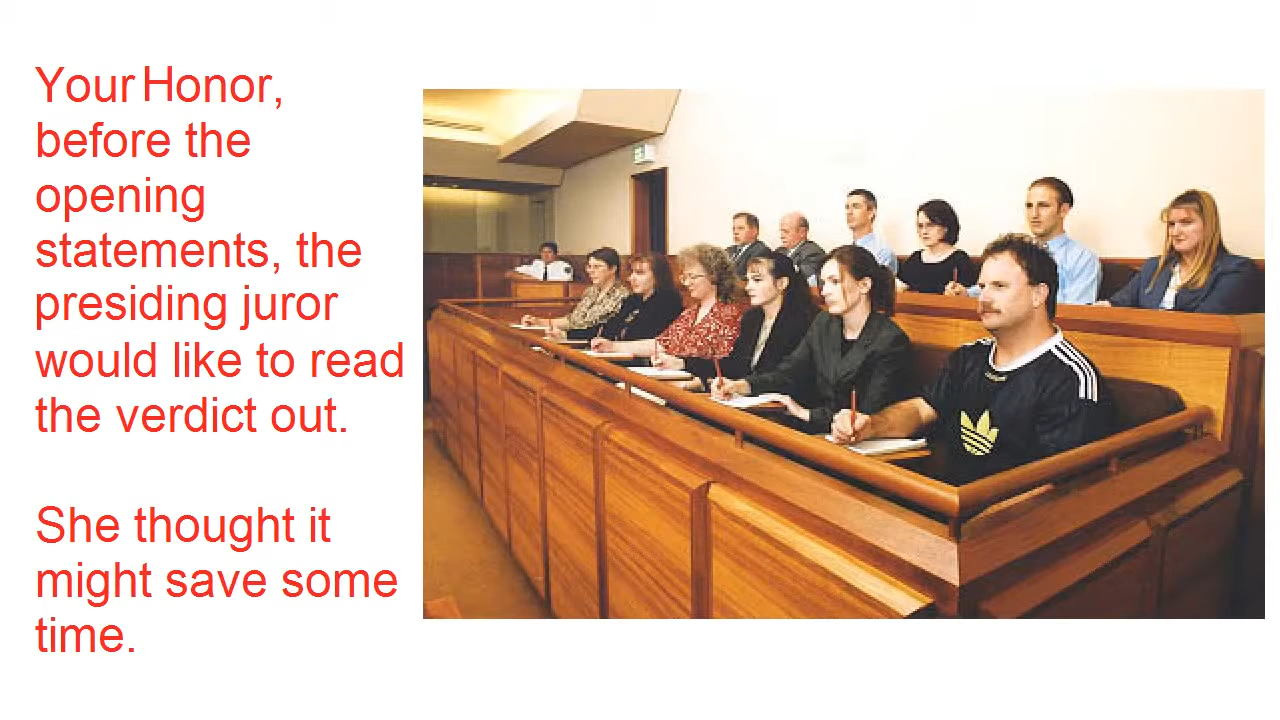 Your Honor,
before the
opening
statements, the
presiding juror
would like to read
the verdict out.
She thought it
might save some
time.